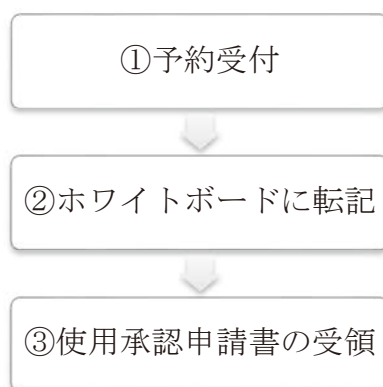 ①予約受付
②ホワイトボードに転記
③使用承認申請書の受領